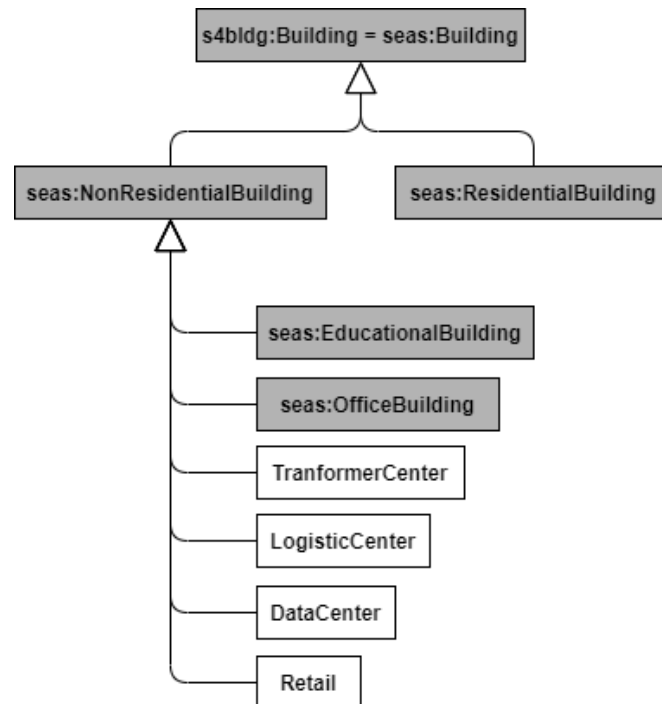 s4bldg:Building = seas:Building
seas:NonResidentialBuilding
seas:ResidentialBuilding
seas:EducationalBuilding
seas:OfficeBuilding
TranformerCenter
LogisticCenter
DataCenter
Retail